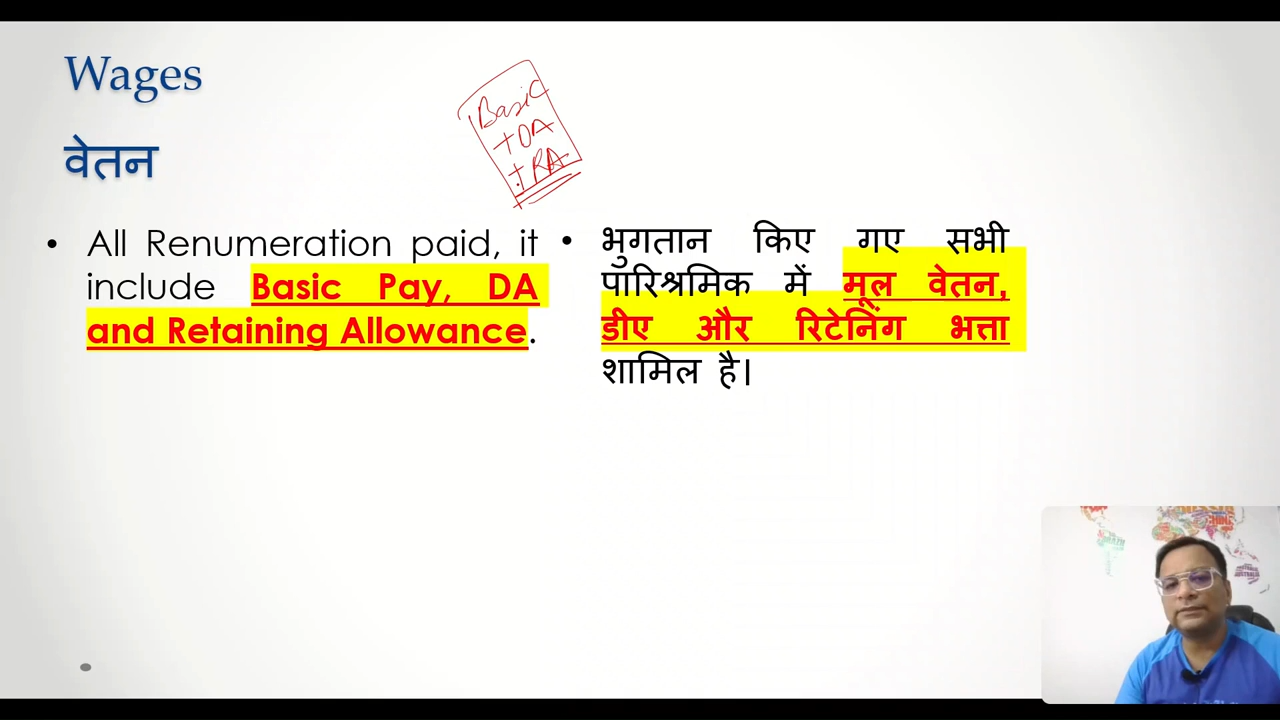 Wages
वेतन
Basic
+DA
+RA
• All Renumeration paid, it
include Basic Pay, DA
and Retaining Allowance.
• भुगतान किए गए सभी
पारिश्रमिक में मूल वेतन,
डीए और रिटेनिंग भत्ता
शामिल है।